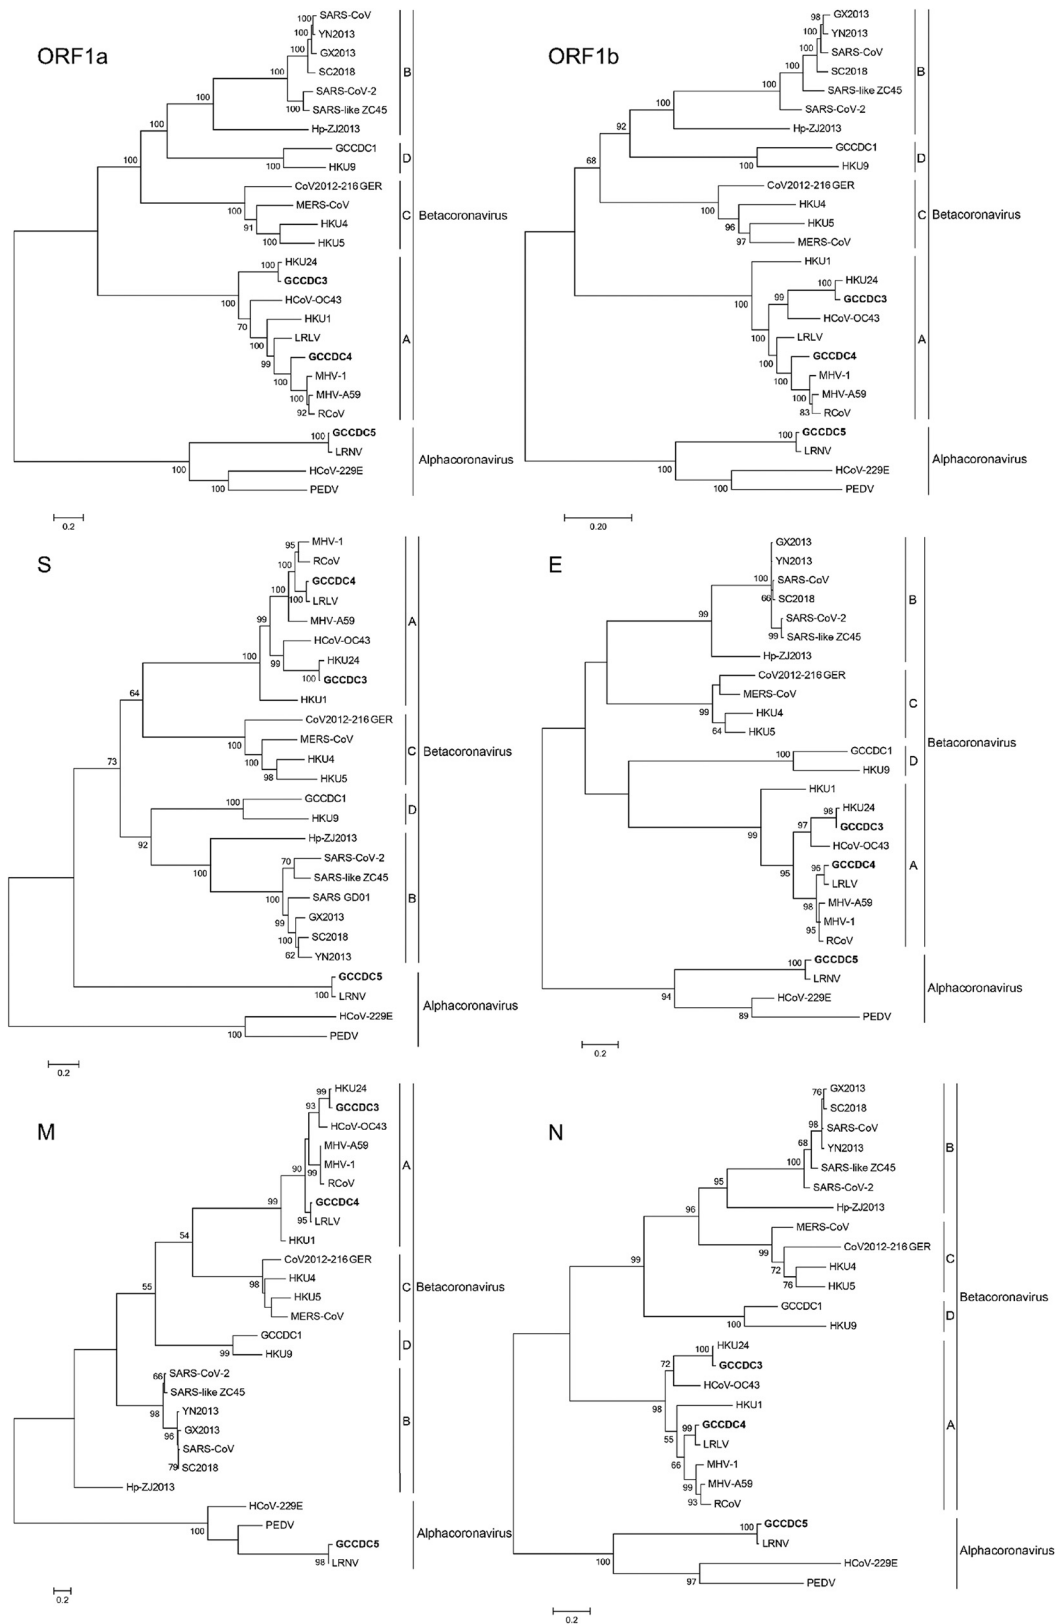 ORF1a
100
SARS-CoV
100
YN2013
100
GX2013
100
SC2018
100
SARS-CoV-2
100
SARS-like ZC45
100
Hp-ZJ2013
B
100
GCCDC1
100
HKU9
D
100
CoV2012-216 GER
100
MERS-CoV
91
HKU4
100
HKU5
C
Betacoronavirus
100
HKU24
GCCDC3
100
HCoV-OC43
70
HKU1
100
LRLV
99
GCCDC4
100
MHV-1
MHV-A59
92
RCoV
A
100
GCCDC5
LRNV
100
HCoV-229E
100
PEDV
Alphacoronavirus
0.2
ORF1b
98
GX2013
100
YN2013
100
SARS-CoV
100
SC2018
100
SARS-like ZC45
100
SARS-CoV-2
92
Hp-ZJ2013
B
68
GCCDC1
100
HKU9
D
CoV2012-216 GER
100
HKU4
96
HKU5
97
MERS-CoV
C
Betacoronavirus
HKU1
100
HKU24
99
GCCDC3
100
HCoV-OC43
100
LRLV
100
GCCDC4
100
MHV-1
100
MHV-A59
83
RCoV
A
100
GCCDC5
LRNV
100
HCoV-229E
100
PEDV
Alphacoronavirus
0.20
S
95
MHV-1
100
RCoV
100
GCCDC4
100
LRLV
99
MHV-A59
100
HCoV-OC43
99
HKU24
100
GCCDC3
HKU1
A
64
CoV2012-216 GER
100
MERS-CoV
100
HKU4
98
HKU5
C
Betacoronavirus
73
100
GCCDC1
HKU9
D
92
Hp-ZJ2013
100
70
SARS-CoV-2
SARS-like ZC45
100
SARS GD01
99
GX2013
100
SC2018
62
YN2013
B
GCCDC5
100
LRNV
HCoV-229E
100
PEDV
Alphacoronavirus
0.2
E
GX2013
YN2013
100
SARS-CoV
66
SC2018
99
SARS-CoV-2
99
SARS-like ZC45
Hp-ZJ2013
B
CoV2012-216 GER
MERS-CoV
99
HKU4
64
HKU5
C
Betacoronavirus
100
GCCDC1
HKU9
D
HKU1
98
HKU24
97
GCCDC3
99
HCoV-OC43
95
96
GCCDC4
LRLV
98
MHV-A59
MHV-1
95
RCoV
A
100
GCCDC5
LRNV
94
HCoV-229E
89
PEDV
Alphacoronavirus
0.2
M
99
HKU24
93
GCCDC3
HCoV-OC43
MHV-A59
90
MHV-1
99
RCoV
99
GCCDC4
95
LRLV
HKU1
A
54
CoV2012-216 GER
98
HKU4
HKU5
MERS-CoV
C
Betacoronavirus
55
GCCDC1
99
HKU9
D
66
SARS-CoV-2
SARS-like ZC45
98
YN2013
96
GX2013
SARS-CoV
79
SC2018
Hp-ZJ2013
B
HCoV-229E
100
PEDV
GCCDC5
98
LRNV
Alphacoronavirus
0.2
N
76
GX2013
SC2018
98
SARS-CoV
68
YN2013
100
SARS-like ZC45
95
SARS-CoV-2
Hp-ZJ2013
B
96
MERS-CoV
99
CoV2012-216 GER
72
HKU4
76
HKU5
C
99
GCCDC1
100
HKU9
D
Betacoronavirus
100
HKU24
72
GCCDC3
HCoV-OC43
98
HKU1
99
GCCDC4
55
LRLV
66
MHV-1
99
MHV-A59
93
RCoV
A
100
GCCDC5
LRNV
100
HCoV-229E
97
PEDV
Alphacoronavirus
0.2